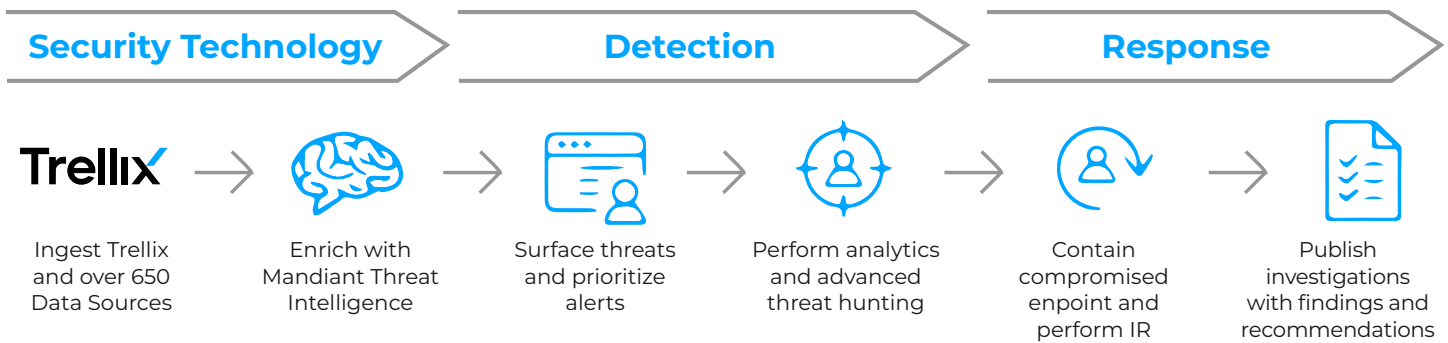 Security Technology
Detection
Response
Trellix
Ingest Trellix
and over 650
Data Sources
Enrich with
Mandiant Threat
Intelligence
Surface threats
and prioritize
alerts
Perform analytics
and advanced
threat hunting
Contain
compromised
enpoint and
perform IR
Publish
investigations
with findings and
recommendations